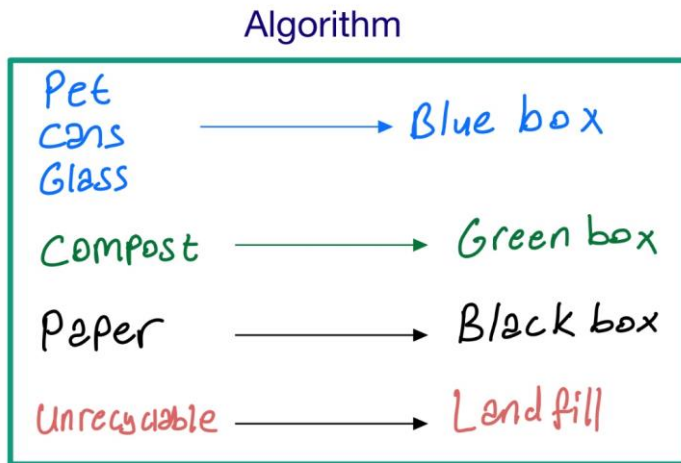 Algorithm
Pet
Cans
Glass
Blue box
Compost Green box
Paper Black box
Unrecyclable Landfill